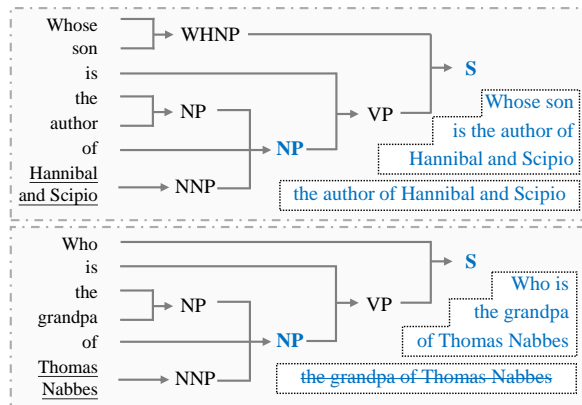 Whose
son
WHNP
is
S
the
author
NP
VP
of
NP
Hannibal
and Scipio
NNP
Whose son
is the author of
Hannibal and Scipio
the author of Hannibal and Scipio
Who
is
S
the
grandpa
NP
VP
of
NP
Thomas
Nabbes
NNP
Who is
the grandpa
of Thomas Nabbes
the grandpa of Thomas Nabbes